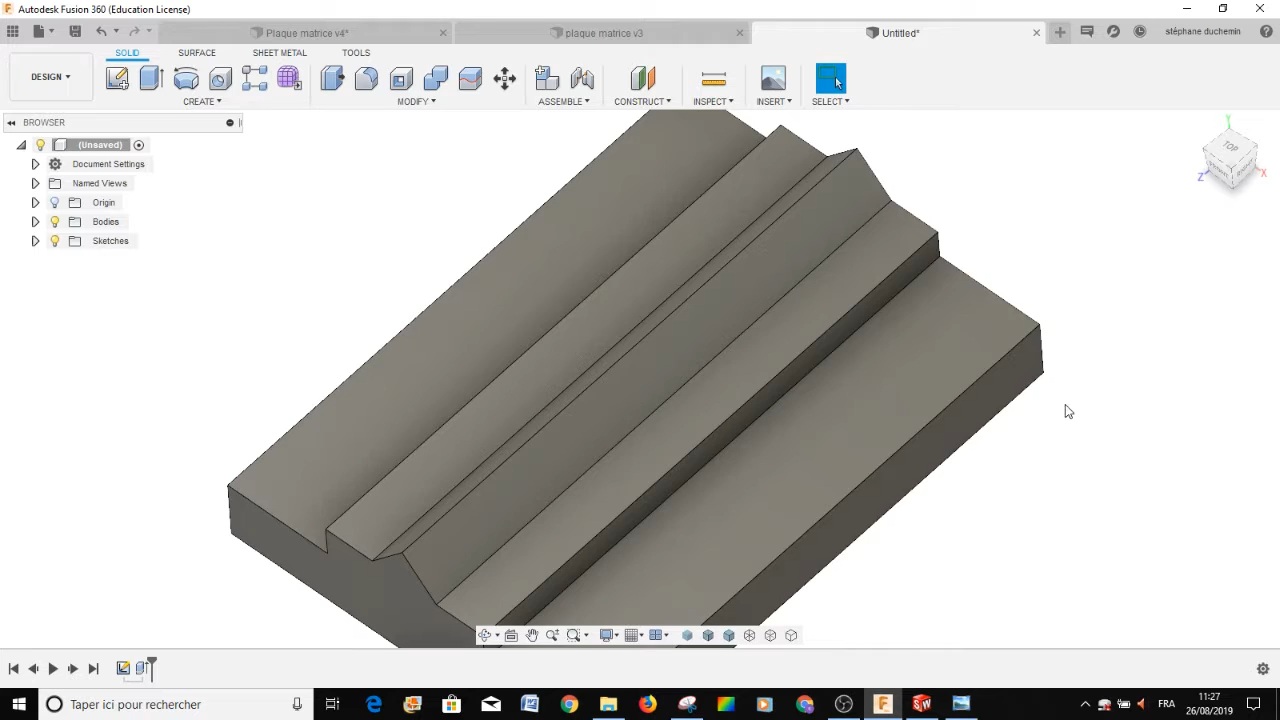 Autodesk Fusion 360 (Education License)
Plaque matrice v4*
plaque matrice v3
Untitled*
stéphane duchemin
DESIGN
SOLID
SURFACE
SHEET METAL
TOOLS
CREATE
MODIFY
ASSEMBLE
CONSTRUCT
INSPECT
INSERT
SELECT
BROWSER
(Unsaved)
Document Settings
Named Views
Origin
Bodies
Sketches
Y
TOP
Z
X
Taper ici pour rechercher
FRA
11:27
26/08/2019